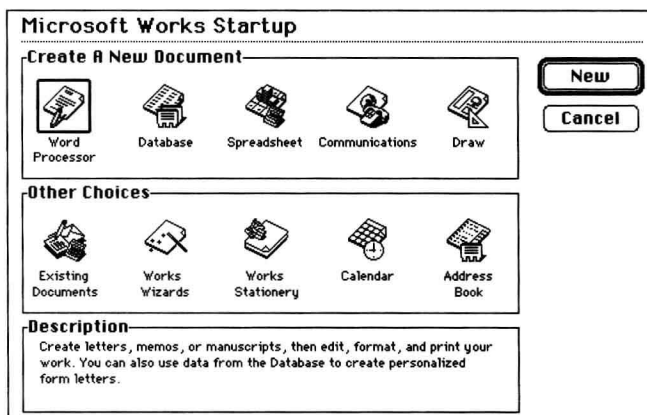 Microsoft Works Startup
Create A New Document
New
Cancel
Word
Processor
Database
Spreadsheet
Communications
Draw
Other Choices
Existing
Documents
Works
Wizards
Works
Stationery
Calendar
Address
Book
Description
Create letters, memos, or manuscripts, then edit, format, and print your
work. You can also use data from the Database to create personalized
form letters.